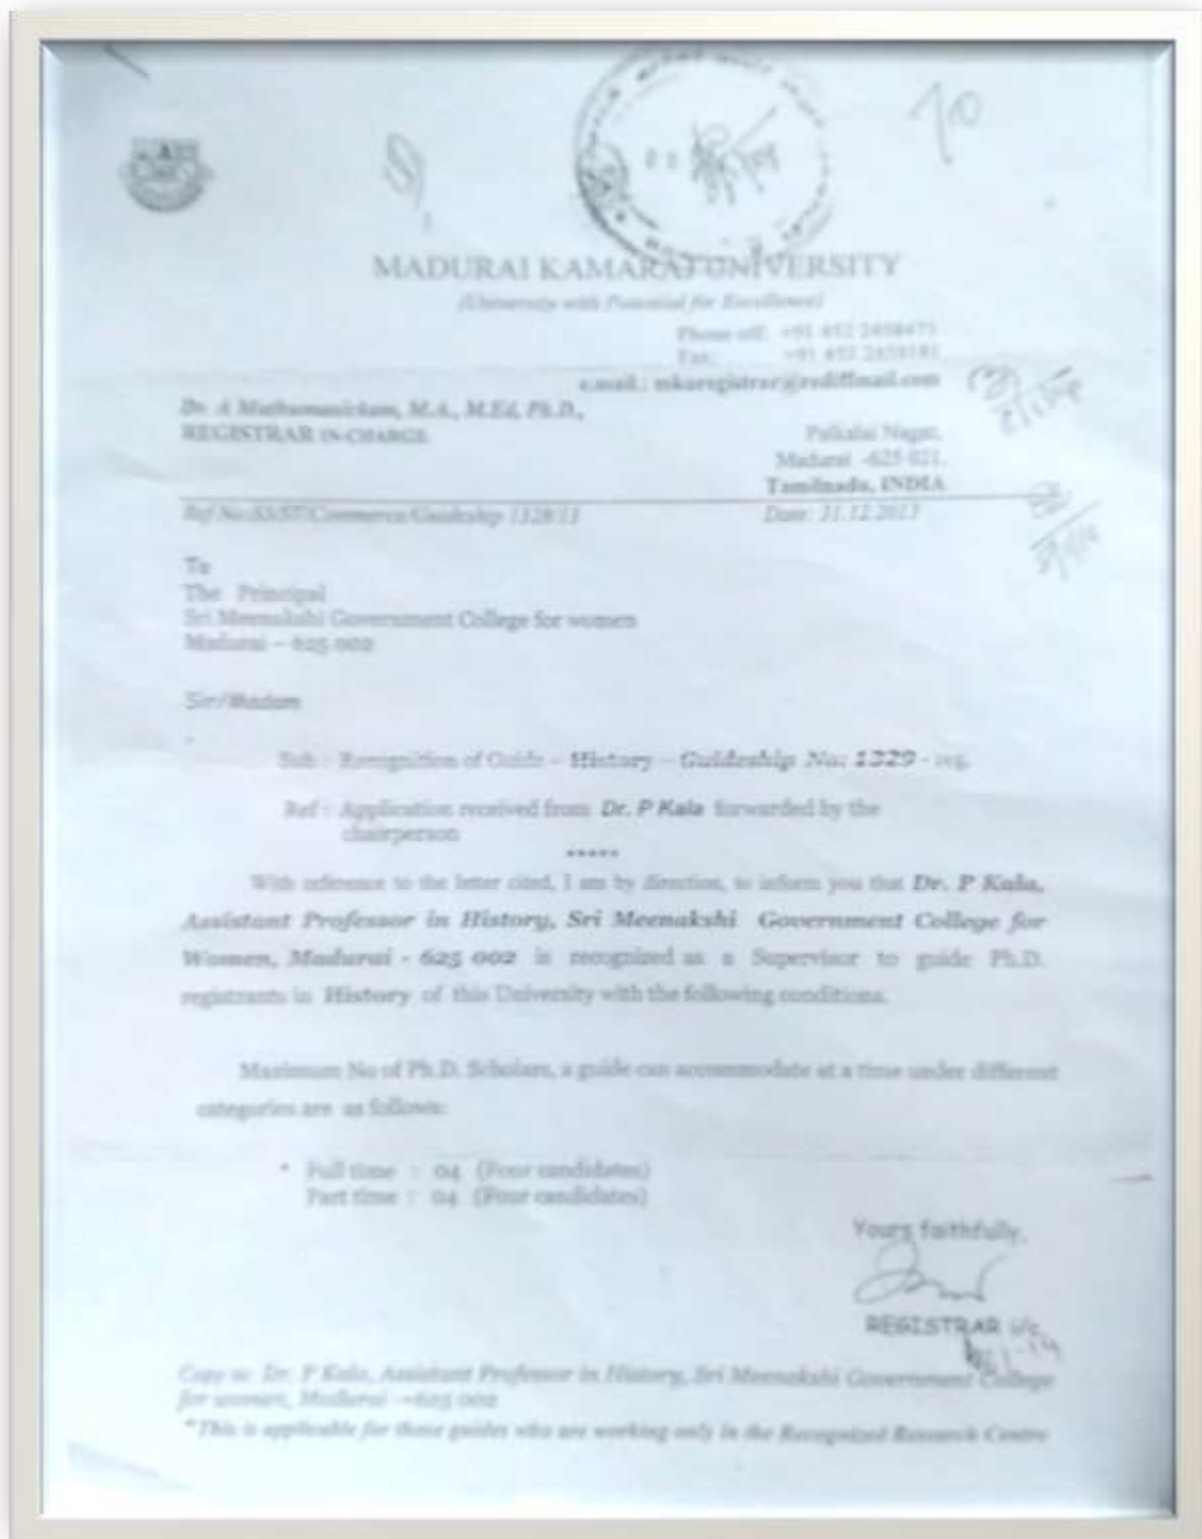 MADURAI KAMARAJ UNIVERSITY
(University with Potential for Excellence)
Phone off: +91 452 2458471
Fax:
e.mail.: mkuregistrar@rediffmail.com
Dr. A Muthumanickam, M.A., M.Ed, Ph.D.,
REGISTRAR IN-CHARGE
Palkalai Nagar,
Madurai -625 021.
Tamilnadu, INDIA
Date: 31.12.2013
To
The Principal
Sri Meenakshi Government College for women
Madurai – 625 002
Sir/Madam
Sub : Recognition of Guide – History – Guideship No: 1329 - reg.
Ref : Application received from Dr. P Kala forwarded by the
chairperson
*****
With reference to the letter cited, I am by direction, to inform you that Dr. P Kala,
Assistant Professor in History, Sri Meenakshi Government College for
Women, Madurai - 625 002 is recognized as a Supervisor to guide Ph.D.
registrants in History of this University with the following conditions.
Maximum No of Ph.D. Scholars, a guide can accommodate at a time under different
categories are as follows:
* Full time : 04 (Four candidates)
Part time : 04 (Four candidates)
Yours faithfully,
REGISTRAR i/c
Copy to: Dr. P Kala, Assistant Professor in History, Sri Meenakshi Government College
for women, Madurai – 625 002
*This is applicable for those guides who are working only in the Recognized Research Centre